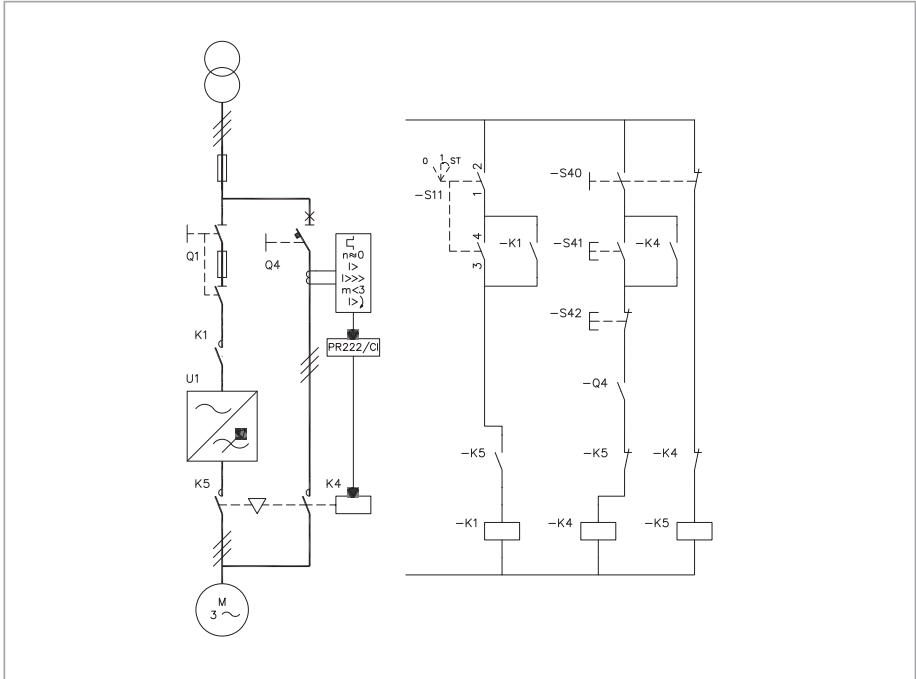 Q1
Q4
n≈0
I>
I>>>
m<3
I>
PR222/CI
K1
U1
K5
K4
M
3
0 1 ST
2
-S11
1
4
3
-K1
-K5
-K1
-S40
-S41
-K4
-S42
-Q4
-K5
-K4
-K4
-K5